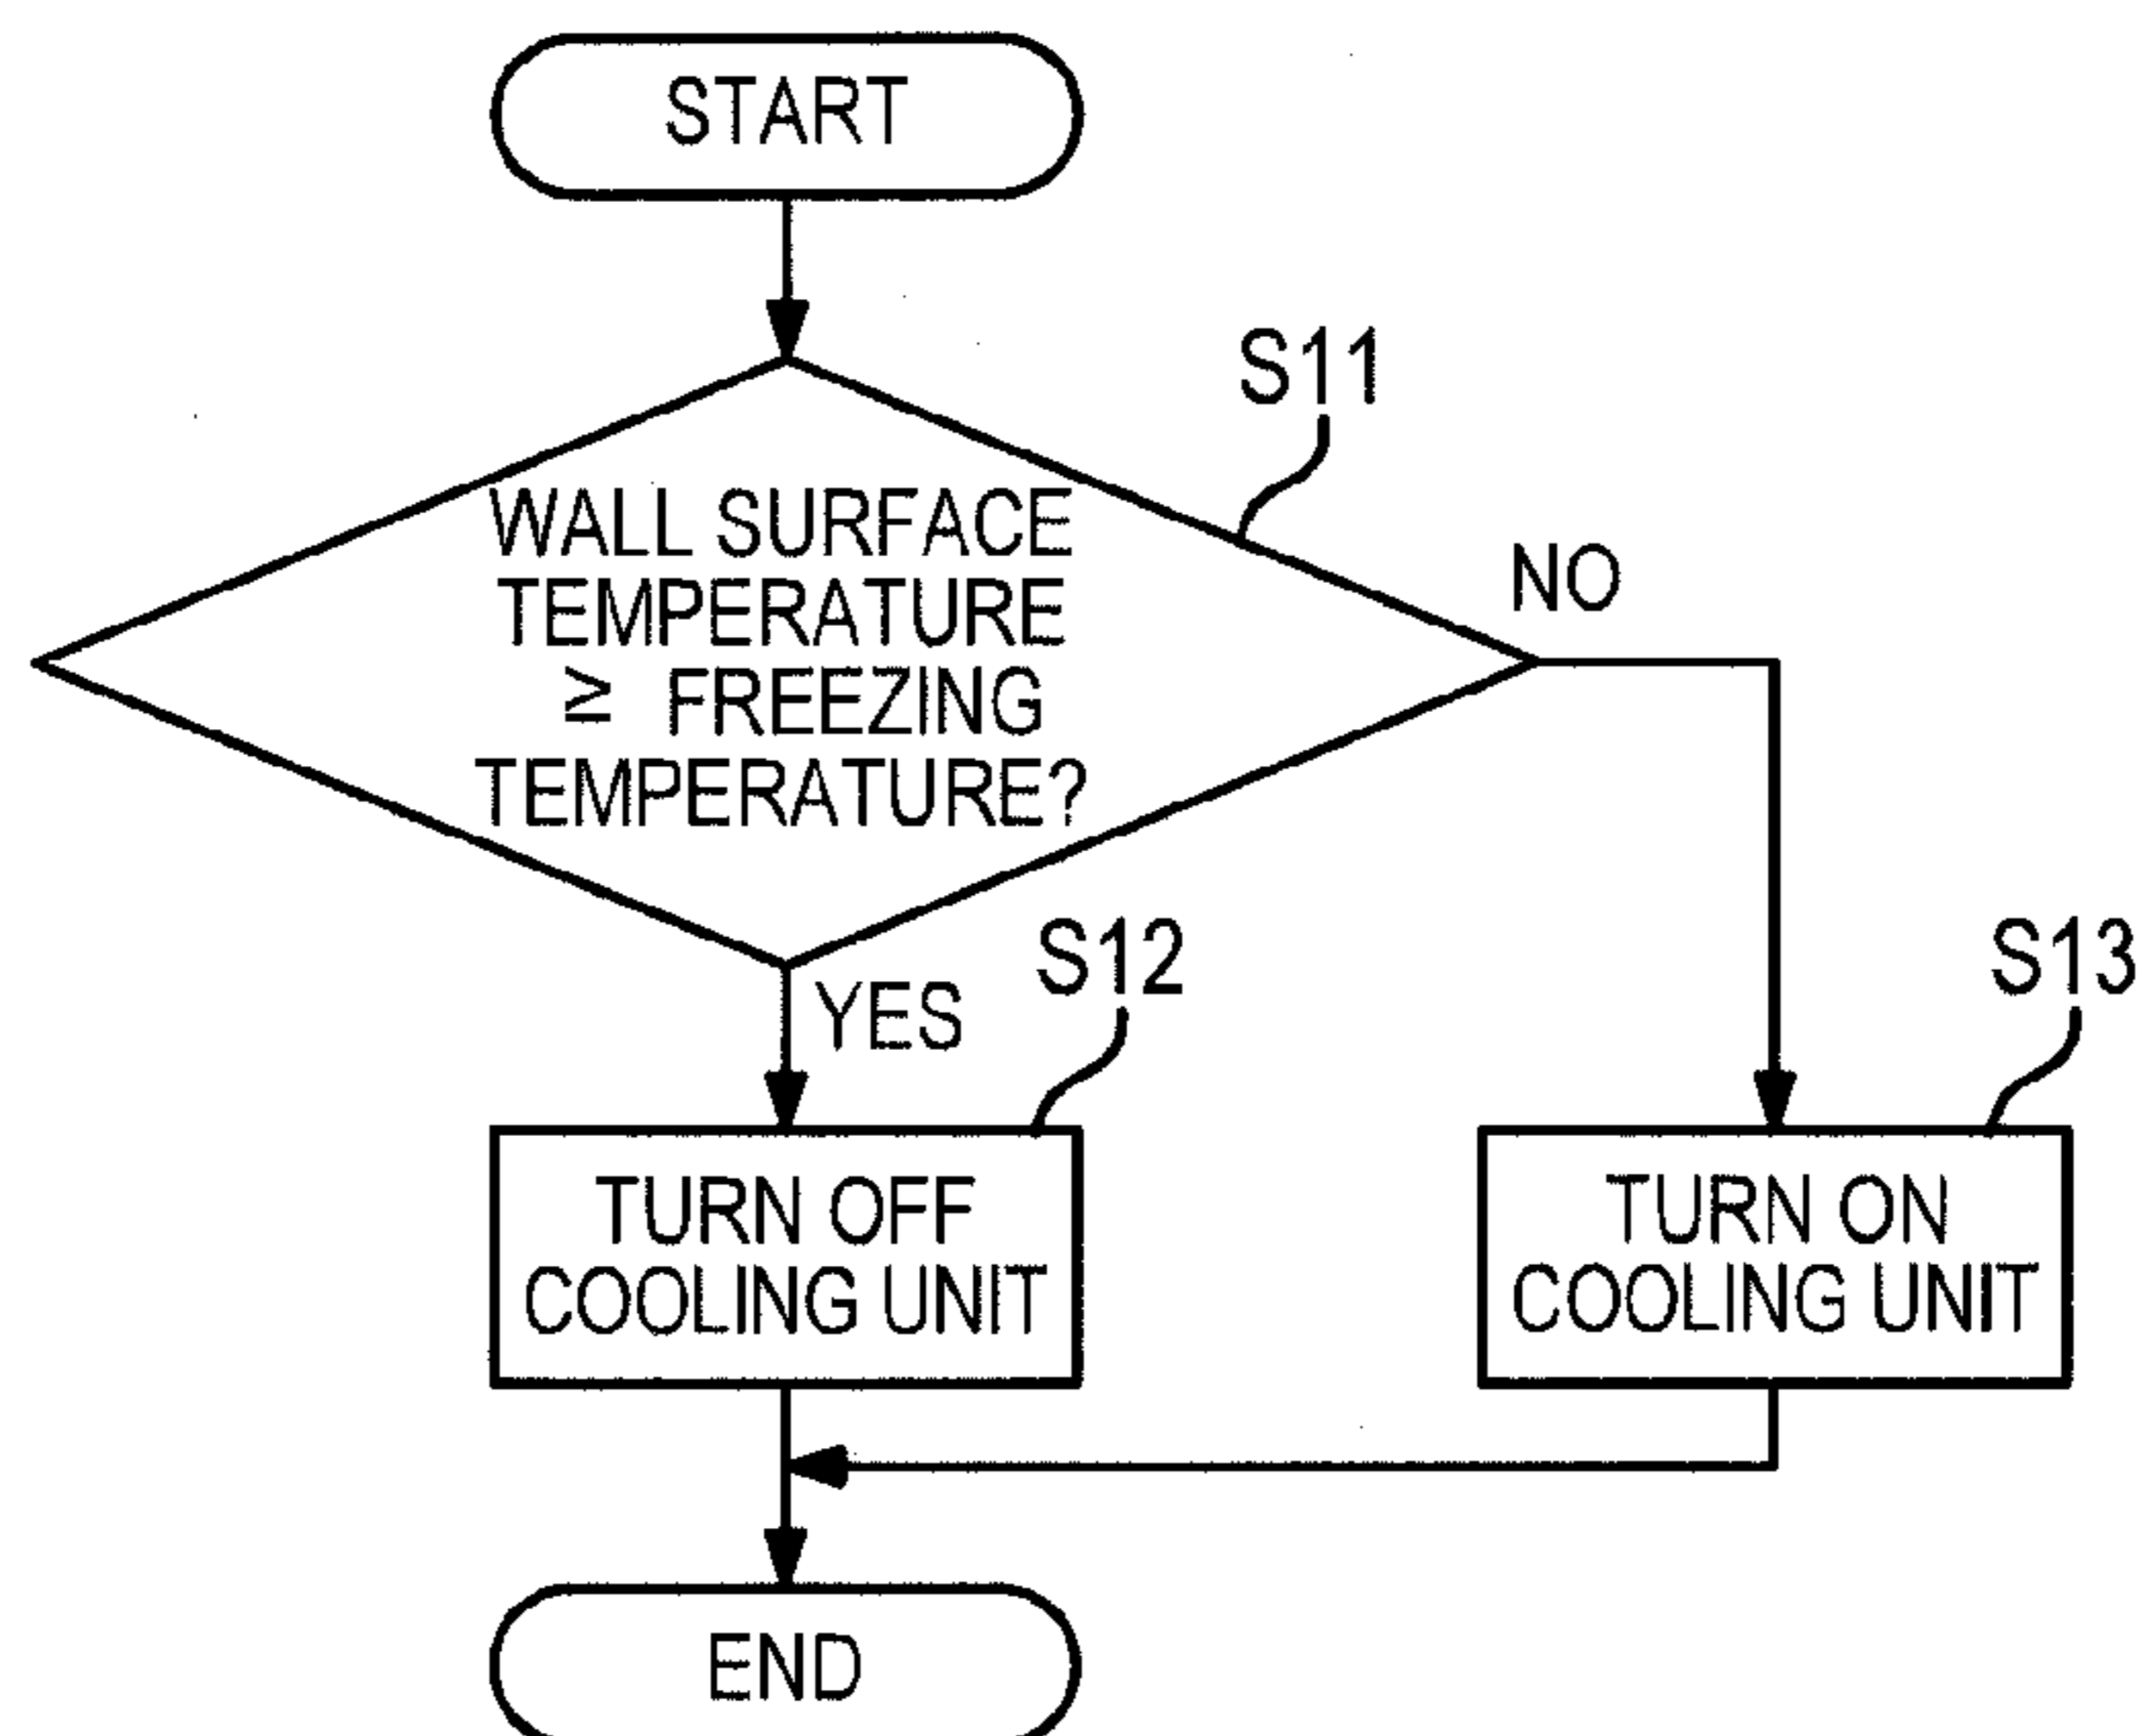 START
S11
WALL SURFACE
TEMPERATURE
≥ FREEZING
TEMPERATURE?
NO
YES
S12
S13
TURN OFF
COOLING UNIT
TURN ON
COOLING UNIT
END